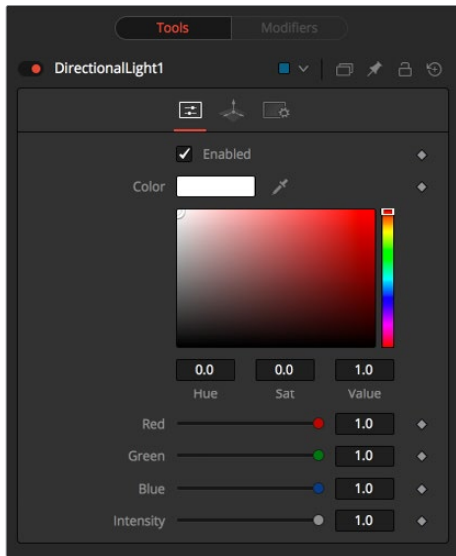 Tools Modifiers
DirectionalLight1
Enabled
Color
0.0 0.0 1.0
Hue Sat Value
Red 1.0
Green 1.0
Blue 1.0
Intensity 1.0